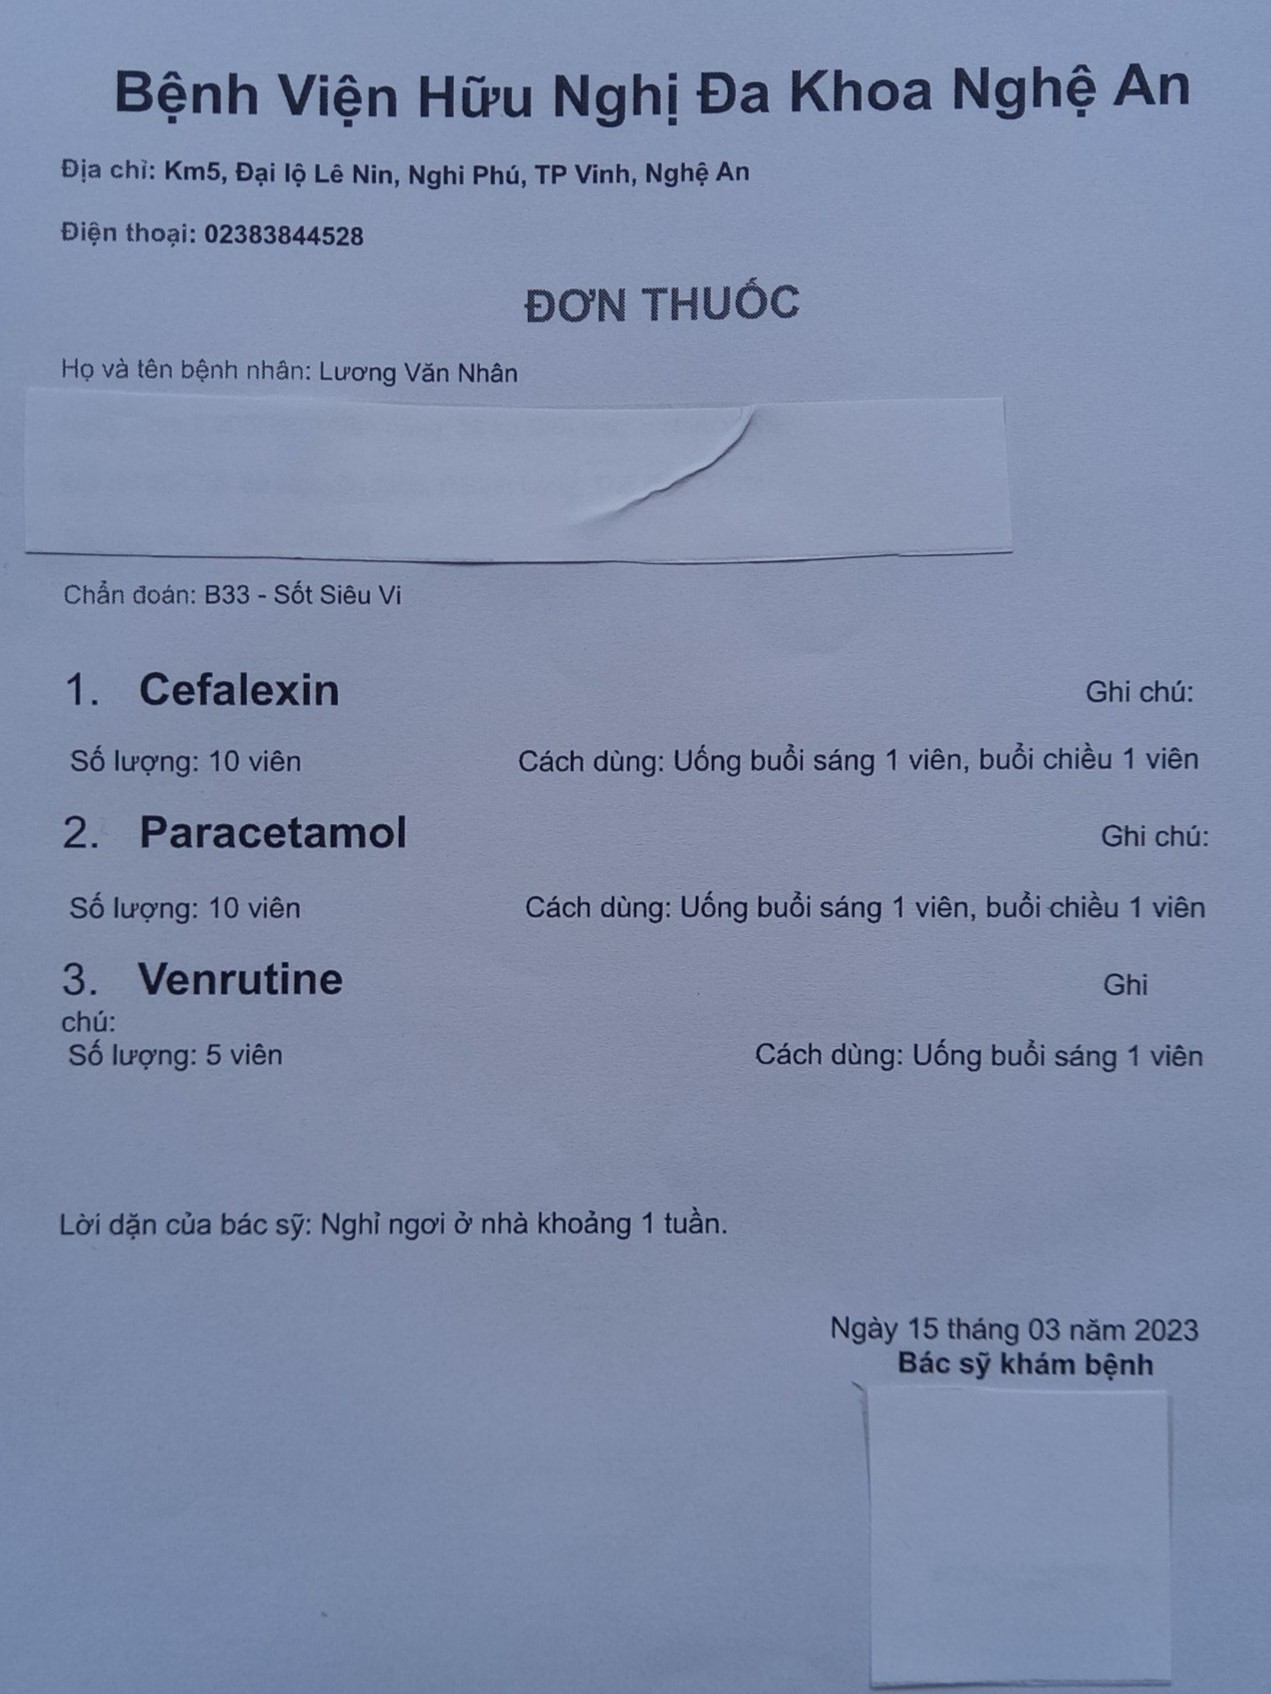 Bệnh Viện Hữu Nghị Đa Khoa Nghệ An
Địa chỉ: Km5, Đại lộ Lê Nin, Nghi Phú, TP Vinh, Nghệ An
Điện thoại: 02383844528
ĐƠN THUỐC
Họ và tên bệnh nhân: Lương Văn Nhân
Chẩn đoán: B33 - Sốt Siêu Vi
1. Cefalexin Ghi chú:
Số lượng: 10 viên Cách dùng: Uống buổi sáng 1 viên, buổi chiều 1 viên
2. Paracetamol Ghi chú:
Số lượng: 10 viên Cách dùng: Uống buổi sáng 1 viên, buổi chiều 1 viên
3. Venrutine Ghi
chú:
Số lượng: 5 viên Cách dùng: Uống buổi sáng 1 viên
Lời dặn của bác sỹ: Nghỉ ngơi ở nhà khoảng 1 tuần.
Ngày 15 tháng 03 năm 2023
Bác sỹ khám bệnh